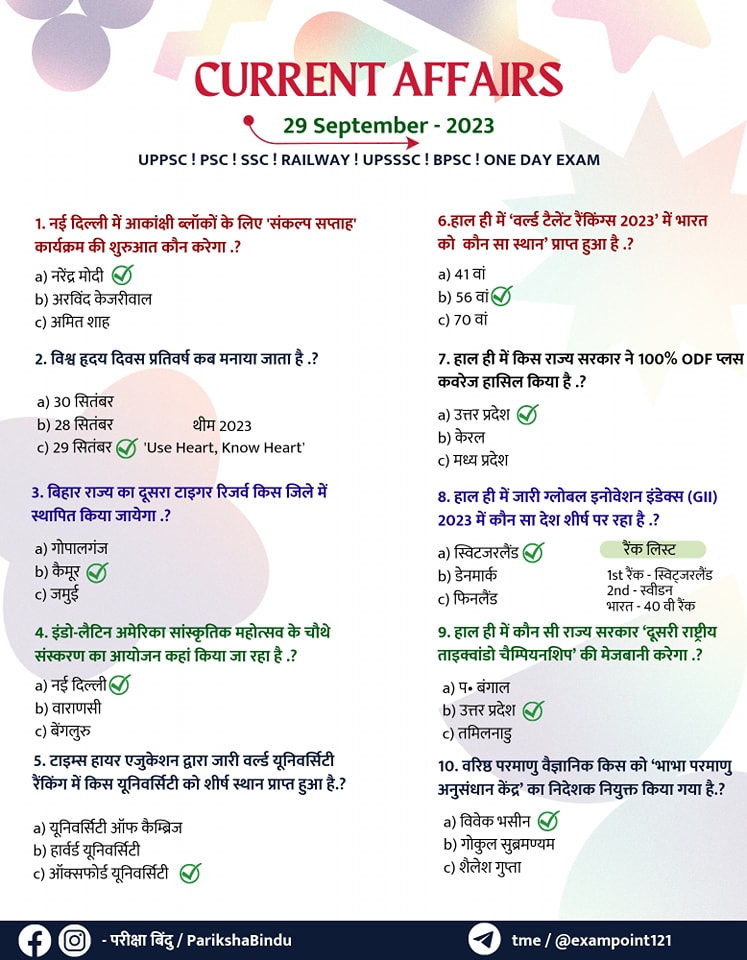 CURRENT AFFAIRS
29 September - 2023
UPPSC ! PSC ! SSC ! RAILWAY ! UPSSSC ! BPSC ! ONE DAY EXAM
1. नई दिल्ली में आकांक्षी ब्लॉकों के लिए 'संकल्प सप्ताह'
कार्यक्रम की शुरुआत कौन करेगा .?
a) नरेंद्र मोदी
b) अरविंद केजरीवाल
c) अमित शाह
2. विश्व हृदय दिवस प्रतिवर्ष कब मनाया जाता है .?
a) 30 सितंबर
b) 28 सितंबर
थीम 2023
c) 29 सितंबर
'Use Heart, Know Heart'
3. बिहार राज्य का दूसरा टाइगर रिजर्व किस जिले में
स्थापित किया जायेगा .?
a) गोपालगंज
b) कैमूर
c) जमुई
4. इंडो-लैटिन अमेरिका सांस्कृतिक महोत्सव के चौथे
संस्करण का आयोजन कहां किया जा रहा है .?
a) नई दिल्ली
b) वाराणसी
c) बेंगलुरु
5. टाइम्स हायर एजुकेशन द्वारा जारी वर्ल्ड यूनिवर्सिटी
रैंकिंग में किस यूनिवर्सिटी को शीर्ष स्थान प्राप्त हुआ है.?
a) यूनिवर्सिटी ऑफ कैम्ब्रिज
b) हार्वर्ड यूनिवर्सिटी
c) ऑक्सफोर्ड यूनिवर्सिटी
6.हाल ही में ‘वर्ल्ड टैलेंट रैंकिंग्स 2023’ में भारत
को कौन सा स्थान’ प्राप्त हुआ है .?
a) 41 वां
b) 56 वां
c) 70 वां
7. हाल ही में किस राज्य सरकार ने 100% ODF प्लस
कवरेज हासिल किया है .?
a) उत्तर प्रदेश
b) केरल
c) मध्य प्रदेश
8. हाल ही में जारी ग्लोबल इनोवेशन इंडेक्स (GII)
2023 में कौन सा देश शीर्ष पर रहा है .?
a) स्विटजरलैंड
b) डेनमार्क
c) फिनलैंड
रैंक लिस्ट
1st रैंक - स्विट्जरलैंड
2nd - स्वीडन
भारत - 40 वी रैंक
9. हाल ही में कौन सी राज्य सरकार ‘दूसरी राष्ट्रीय
ताइक्वांडो चैम्पियनशिप’ की मेजबानी करेगा .?
a) प• बंगाल
b) उत्तर प्रदेश
c) तमिलनाडु
10. वरिष्ठ परमाणु वैज्ञानिक किस को ‘भाभा परमाणु
अनुसंधान केंद्र’ का निदेशक नियुक्त किया गया है.?
a) विवेक भसीन
b) गोकुल सुब्रमण्यम
c) शैलेश गुप्ता
- परीक्षा बिंदु / ParikshaBindu
tme / @exampoint121